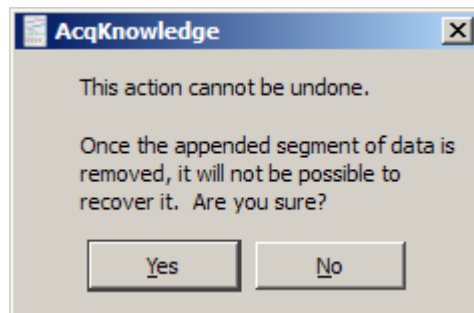 AcqKnowledge
This action cannot be undone.
Once the appended segment of data is
removed, it will not be possible to
recover it. Are you sure?
Yes
No